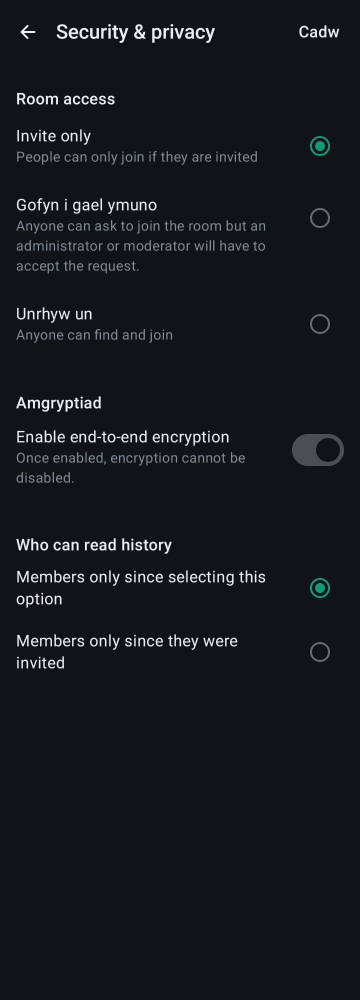 Security & privacy
Cadw
Room access
Invite only
People can only join if they are invited
Gofyn i gael ymuno
Anyone can ask to join the room but an
administrator or moderator will have to
accept the request.
Unrhyw un
Anyone can find and join
Amgryptiad
Enable end-to-end encryption
Once enabled, encryption cannot be
disabled.
Who can read history
Members only since selecting this
option
Members only since they were
invited